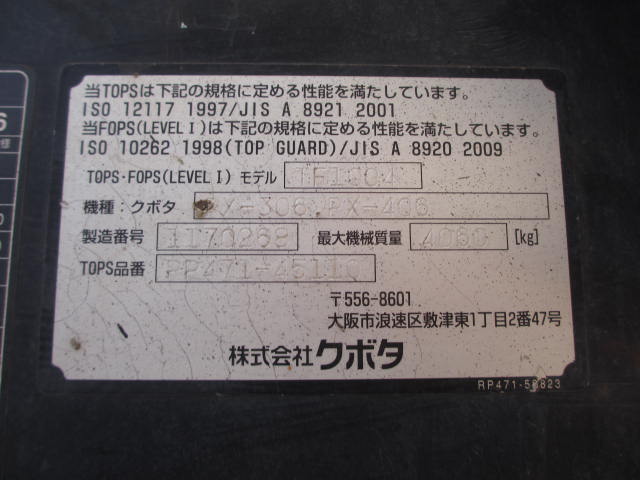 当TOPSは下記の規格に定める性能を満たしています。
ISO 12117 1997/JIS A 8921 2001
当FOPS(LEVEL I)は下記の規格に定める性能を満たしています。
ISO 10262 1998(TOP GUARD)/JIS A 8920 2009
TOPS・FOPS(LEVEL I) モデル
機種：クボタ RX-306,RX-406
製造番号 1170269 最大機械質量 4060 [kg]
TOPS品番
〒556-8601
大阪市浪速区敷津東1丁目2番47号
株式会社クボタ